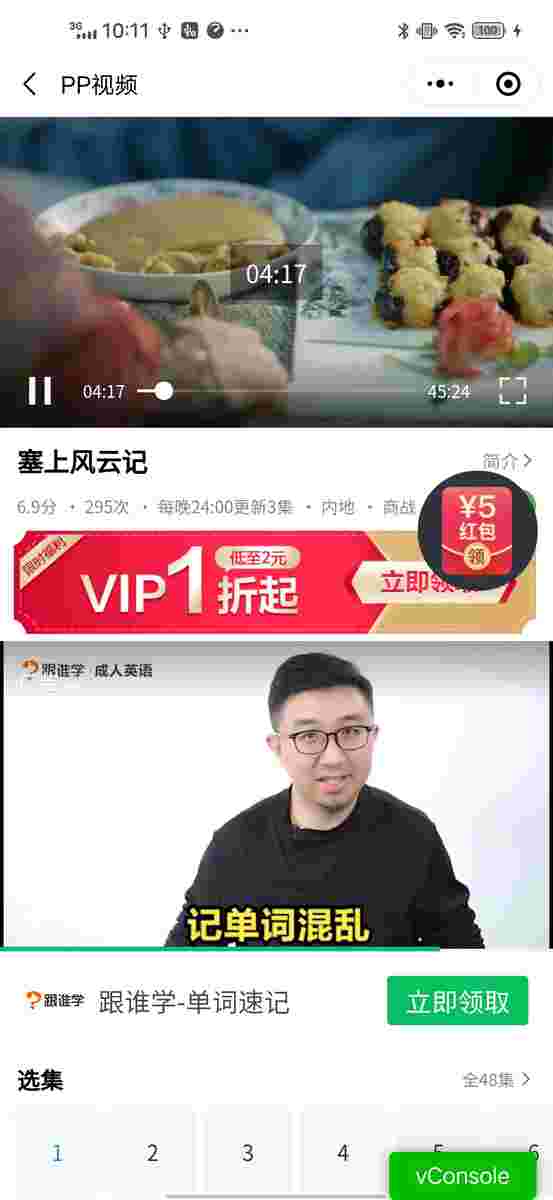 3G 10:11 100
PP视频
04:17
04:17 45:24
塞上风云记 简介
6.9分 · 295次 · 每晚24:00更新3集 · 内地 · 商战
¥5
红包
领
限时福利
VIP1折起
低至2元
立即领取
跟谁学 成人英语
记单词混乱
跟谁学 跟谁学-单词速记 立即领取
选集 全48集
1 2 3 4 5 6
vConsole